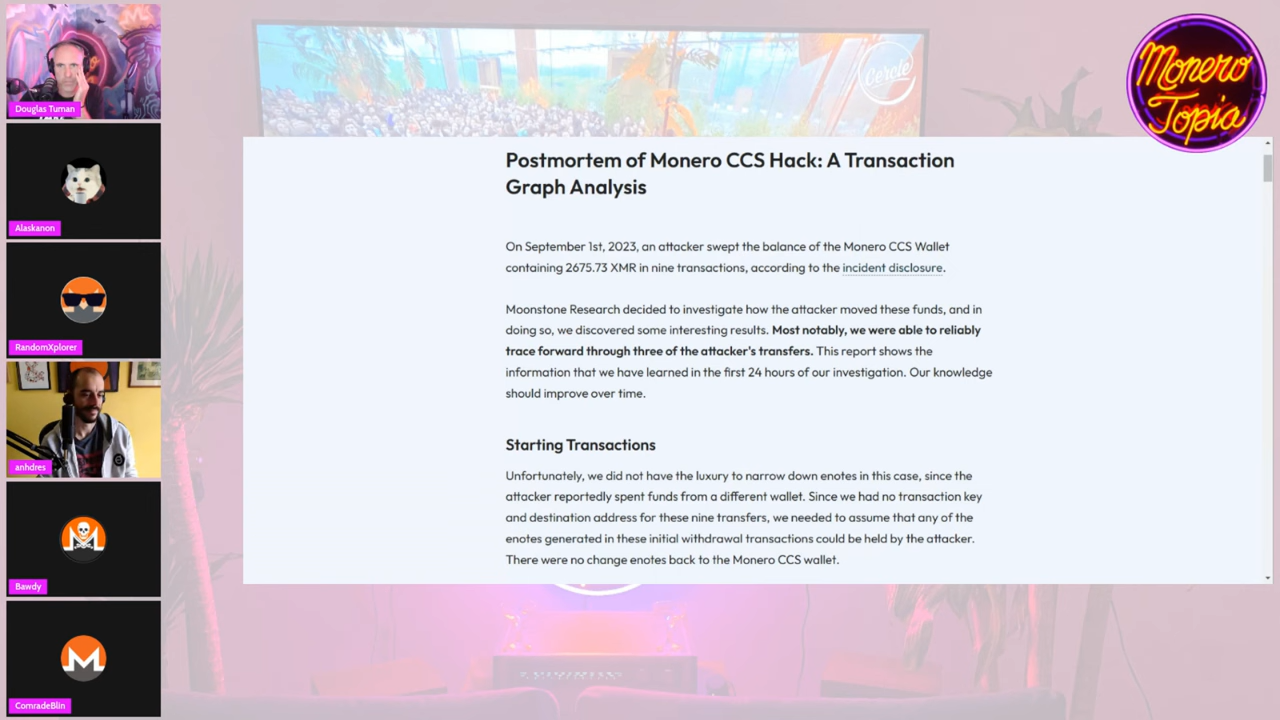 Douglas Tuman
Alaskanon
RandomXplorer
anhdres
Bawdy
ComradeBlin
Cercle
Monero
Topia
Postmortem of Monero CCS Hack: A Transaction
Graph Analysis
On September 1st, 2023, an attacker swept the balance of the Monero CCS Wallet
containing 2675.73 XMR in nine transactions, according to the incident disclosure.
Moonstone Research decided to investigate how the attacker moved these funds, and in
doing so, we discovered some interesting results. Most notably, we were able to reliably
trace forward through three of the attacker's transfers. This report shows the
information that we have learned in the first 24 hours of our investigation. Our knowledge
should improve over time.
Starting Transactions
Unfortunately, we did not have the luxury to narrow down enotes in this case, since the
attacker reportedly spent funds from a different wallet. Since we had no transaction key
and destination address for these nine transfers, we needed to assume that any of the
enotes generated in these initial withdrawal transactions could be held by the attacker.
There were no change enotes back to the Monero CCS wallet.